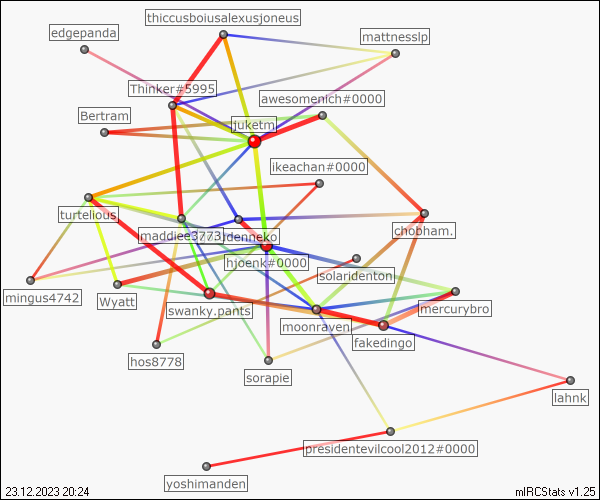 thiccusboiusalexusjoneus
edgepanda
mattnesslp
Thinker#5995
awesomenich#0000
Bertram
juketm
ikeachan#0000
turtelious
maddiee3773
denneko
chopham.
hjoenk#0000
solaridenton
mingus4742
Wyatt
swanky.pants
mercurybro
moonraven
fakedingo
hos8778
sorapie
lahnk
presidentevilcool2012#0000
yoshimanden
23.12.2023 20:24
mIRCStats v1.25